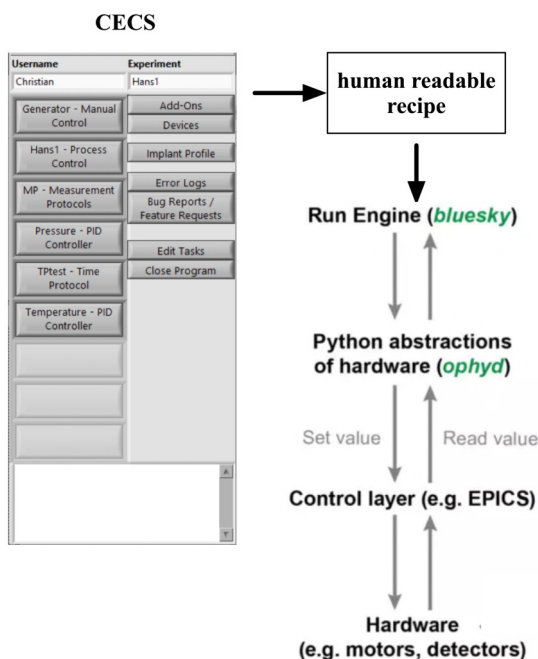 CECS
Username Experiment
Christian Hans1
Generator - Manual
Control
Hans1 - Process
Control
MP - Measurement
Protocols
Pressure - PID
Controller
TPtest - Time
Protocol
Temperature - PID
Controller
Add-Ons
Devices
Implant Profile
Error Logs
Bug Reports /
Feature Requests
Edit Tasks
Close Program
human readable
recipe
Run Engine (bluesky)
Python abstractions
of hardware (ophyd)
Set value Read value
Control layer (e.g. EPICS)
Hardware
(e.g. motors, detectors)